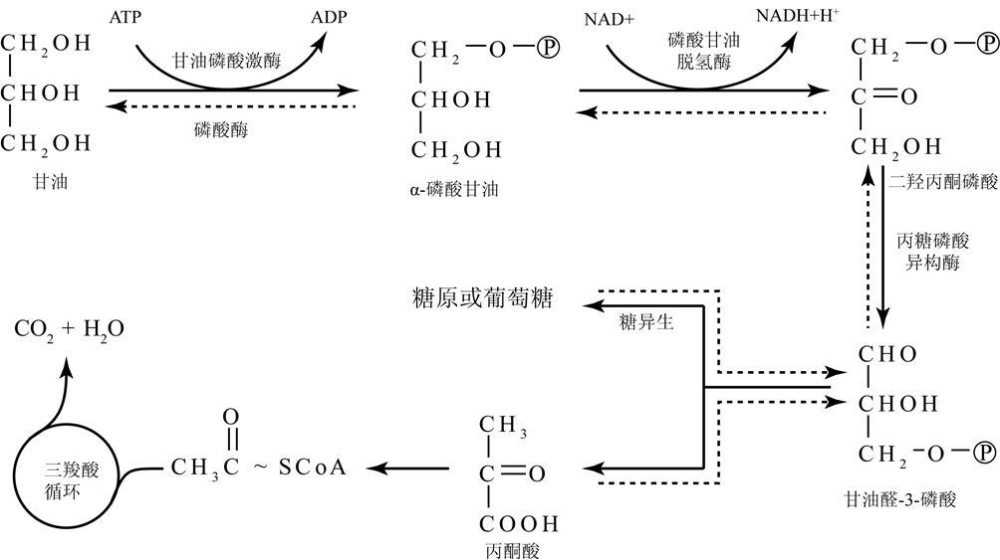 ATP
ADP
甘油磷酸激酶
磷酸酶
CH2OH
CHOH
CH2OH
甘油
NAD+
NADH+H+
磷酸甘油
脱氢酶
CH2—O—Ⓟ
CHOH
CH2OH
α-磷酸甘油
CH2—O—Ⓟ
C=O
CH2OH
二羟丙酮磷酸
丙糖磷酸
异构酶
糖原或葡萄糖
糖异生
CHO
CHOH
CH2—O—Ⓟ
甘油醛-3-磷酸
CH3
C=O
COOH
丙酮酸
O
CH3C ~ SCoA
三羧酸
循环
CO2 + H2O